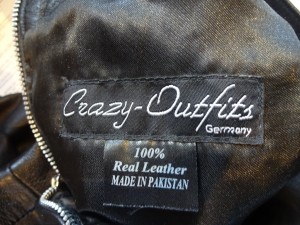 Crazy-Outfits
Germany
100%
Real Leather
MADE IN PAKISTAN